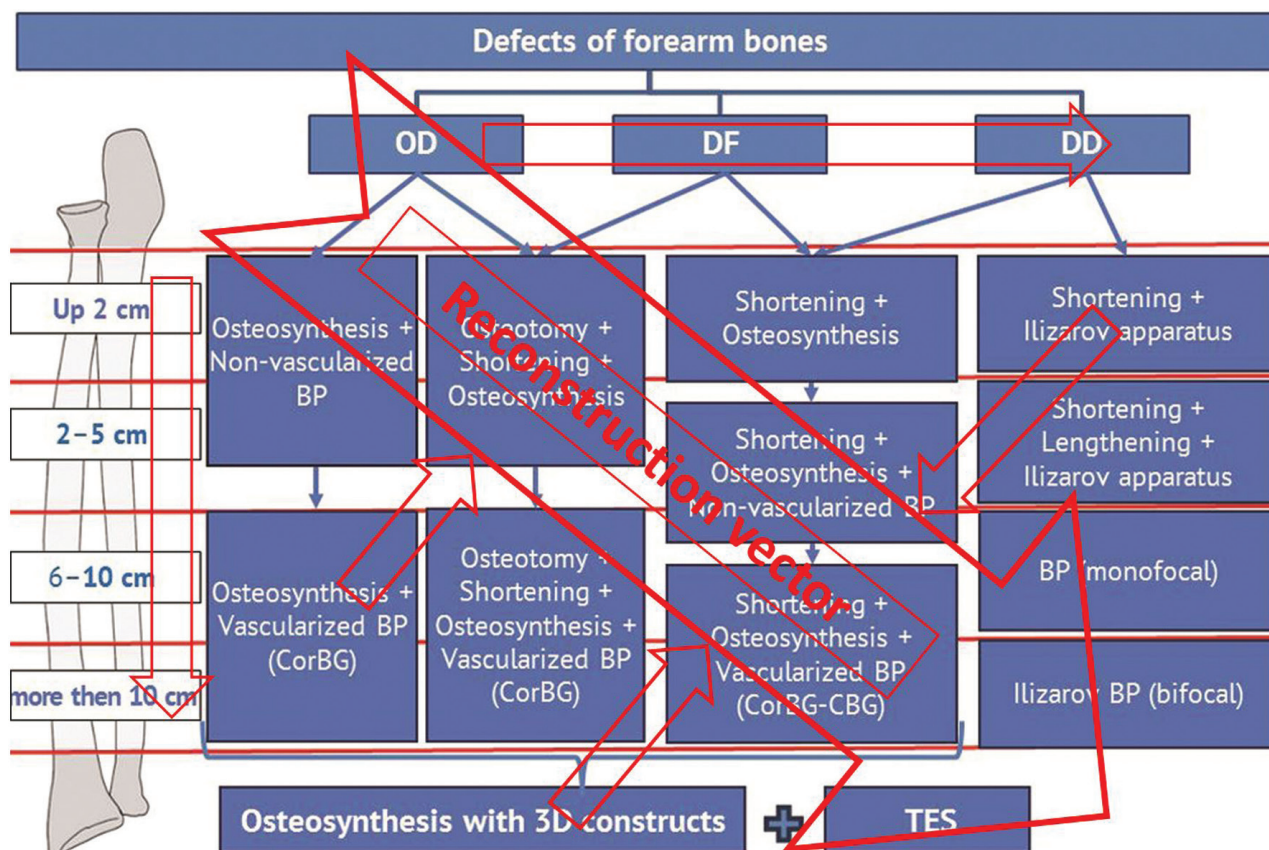 Defects of forearm bones
OD
DF
DD
Up 2 cm
2–5 cm
6–10 cm
more then 10 cm
Osteosynthesis +
Non-vascularized
BP
Osteotomy +
Shortening +
Osteosynthesis
Shortening +
Osteosynthesis
Shortening +
Ilizarov apparatus
Shortening +
Osteosynthesis +
Non-vascularized BP
Shortening +
Lengthening +
Ilizarov apparatus
Osteosynthesis +
Vascularized BP
(CorBG)
Osteotomy +
Shortening +
Osteosynthesis +
Vascularized BP
(CorBG)
Shortening +
Osteosynthesis +
Vascularized BP
(CorBG-CBG)
BP (monofocal)
Ilizarov BP (bifocal)
Reconstruction vector
Osteosynthesis with 3D constructs
TES